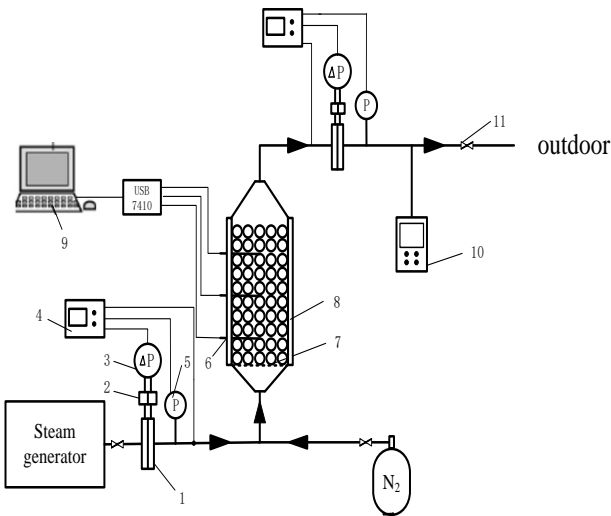 ΔP
P
11
outdoor
USB
7410
9
10
4
8
3
ΔP
5
6
7
2
P
Steam
generator
1
N₂